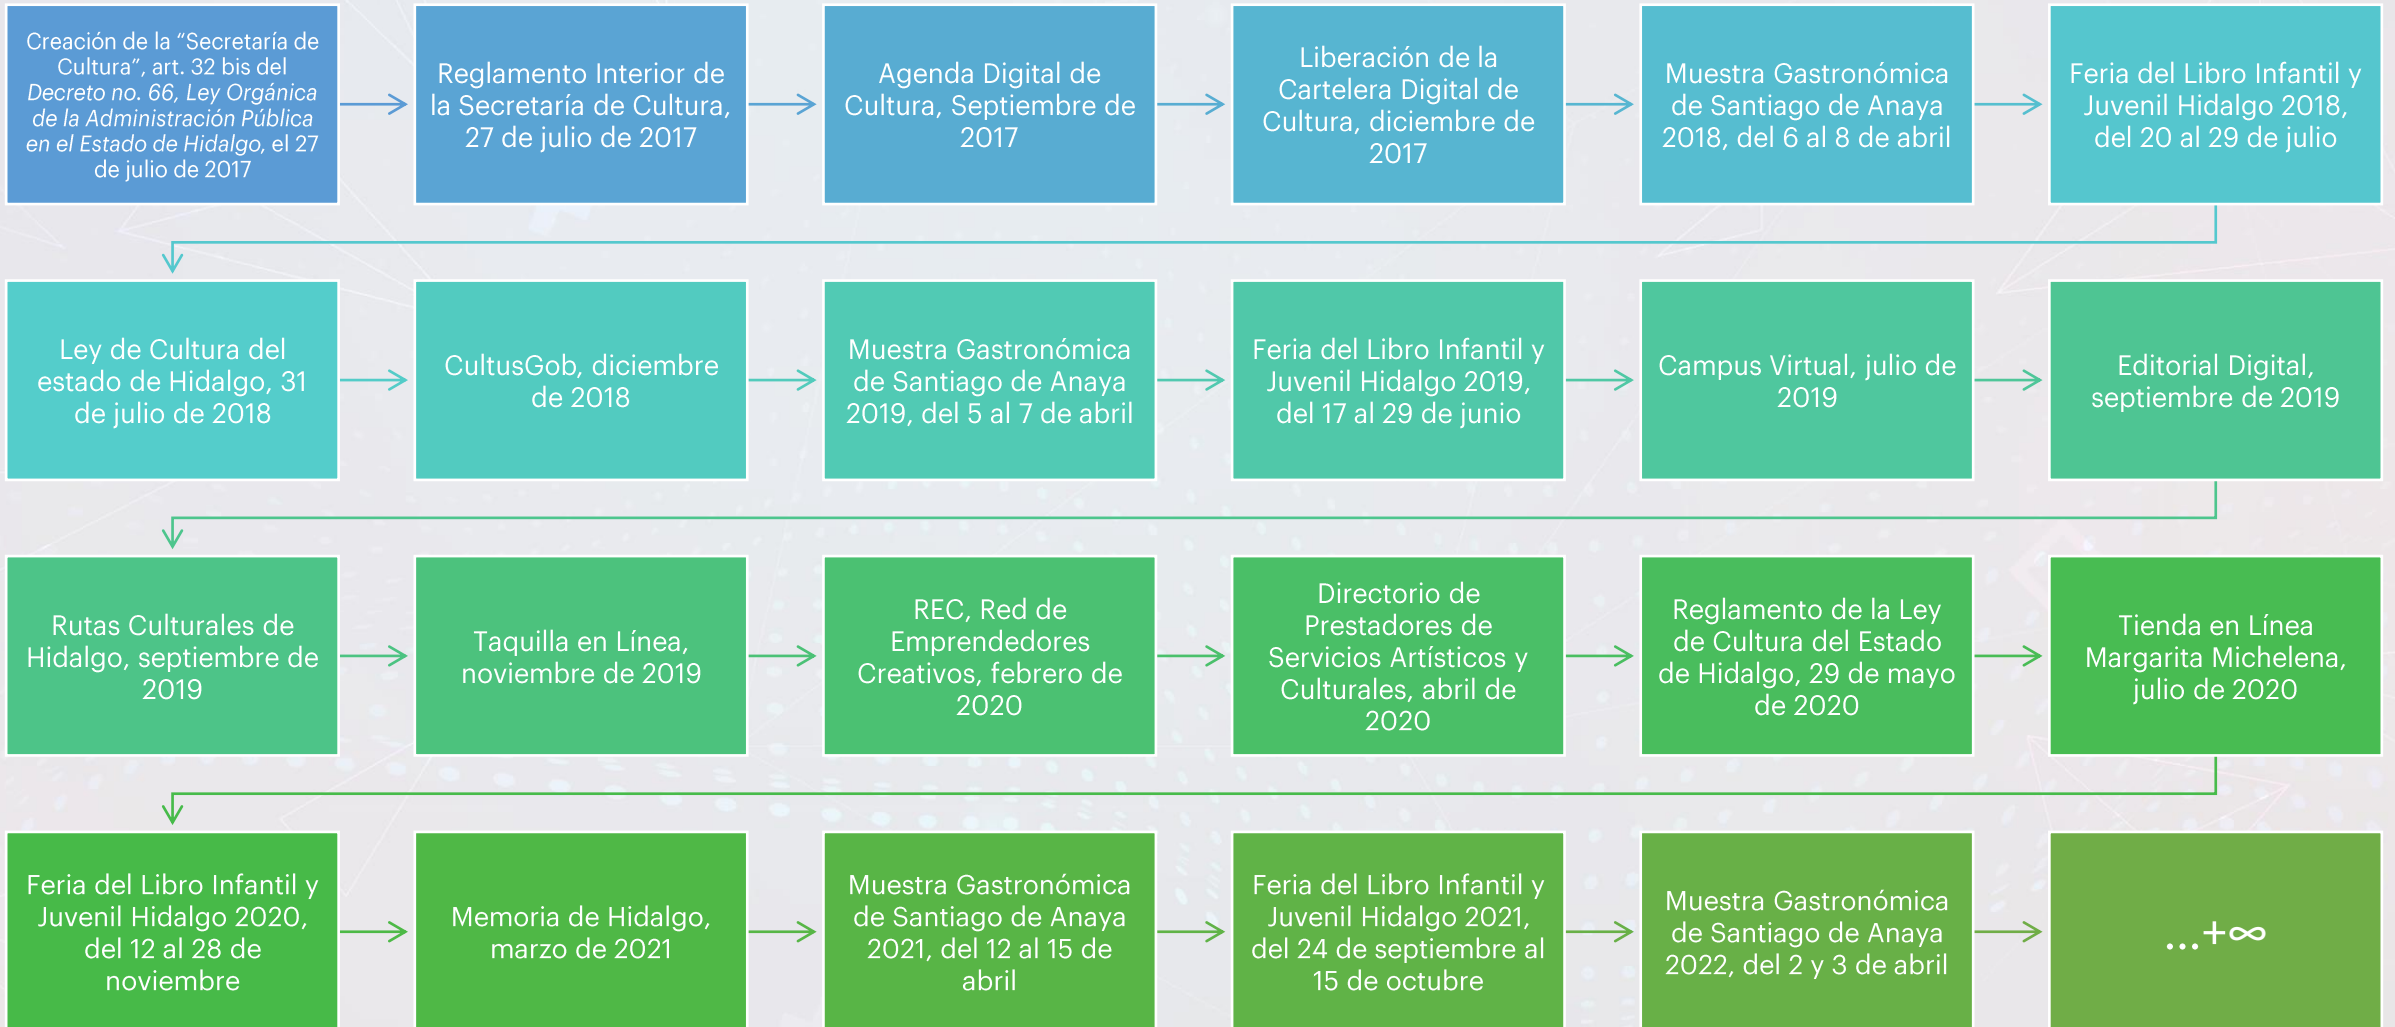 Creación de la “Secretaría de
Cultura”, art. 32 bis del
Decreto no. 66, Ley Orgánica
de la Administración Pública
en el Estado de Hidalgo, el 27
de julio de 2017
Reglamento Interior de
la Secretaría de Cultura,
27 de julio de 2017
Agenda Digital de
Cultura, Septiembre de
2017
Liberación de la
Cartelera Digital de
Cultura, diciembre de
2017
Muestra Gastronómica
de Santiago de Anaya
2018, del 6 al 8 de abril
Feria del Libro Infantil y
Juvenil Hidalgo 2018,
del 20 al 29 de julio
Ley de Cultura del
estado de Hidalgo, 31
de julio de 2018
CultusGob, diciembre
de 2018
Muestra Gastronómica
de Santiago de Anaya
2019, del 5 al 7 de abril
Feria del Libro Infantil y
Juvenil Hidalgo 2019,
del 17 al 29 de junio
Campus Virtual, julio de
2019
Editorial Digital,
septiembre de 2019
Rutas Culturales de
Hidalgo, septiembre de
2019
Taquilla en Línea,
noviembre de 2019
REC, Red de
Emprendedores
Creativos, febrero de
2020
Directorio de
Prestadores de
Servicios Artísticos y
Culturales, abril de
2020
Reglamento de la Ley
de Cultura del Estado
de Hidalgo, 29 de mayo
de 2020
Tienda en Línea
Margarita Michelena,
julio de 2020
Feria del Libro Infantil y
Juvenil Hidalgo 2020,
del 12 al 28 de
noviembre
Memoria de Hidalgo,
marzo de 2021
Muestra Gastronómica
de Santiago de Anaya
2021, del 12 al 15 de
abril
Feria del Libro Infantil y
Juvenil Hidalgo 2021,
del 24 de septiembre al
15 de octubre
Muestra Gastronómica
de Santiago de Anaya
2022, del 2 y 3 de abril
...+∞